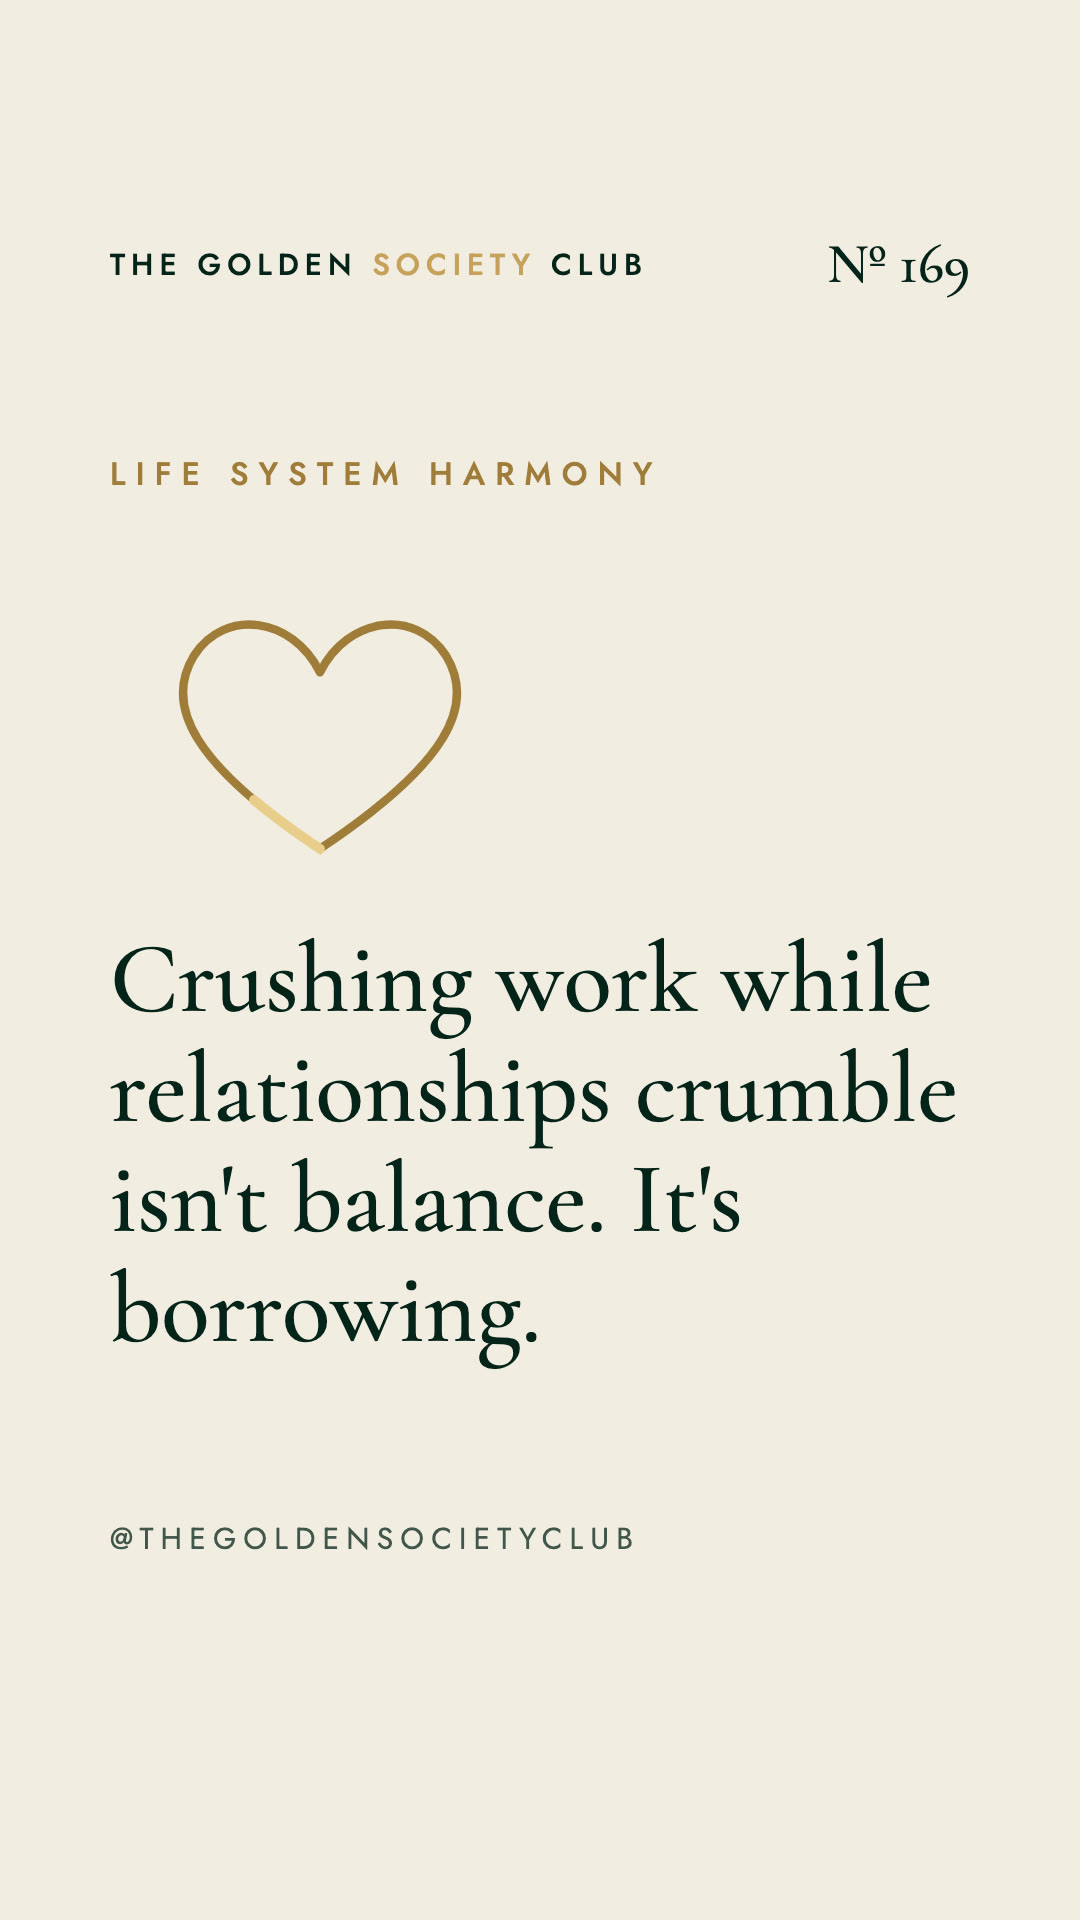 THE GOLDEN SOCIETY CLUB
Nº 169
LIFE SYSTEM HARMONY
Crushing work while
relationships crumble
isn't balance. It's
borrowing.
@THEGOLDENSOCIETYCLUB